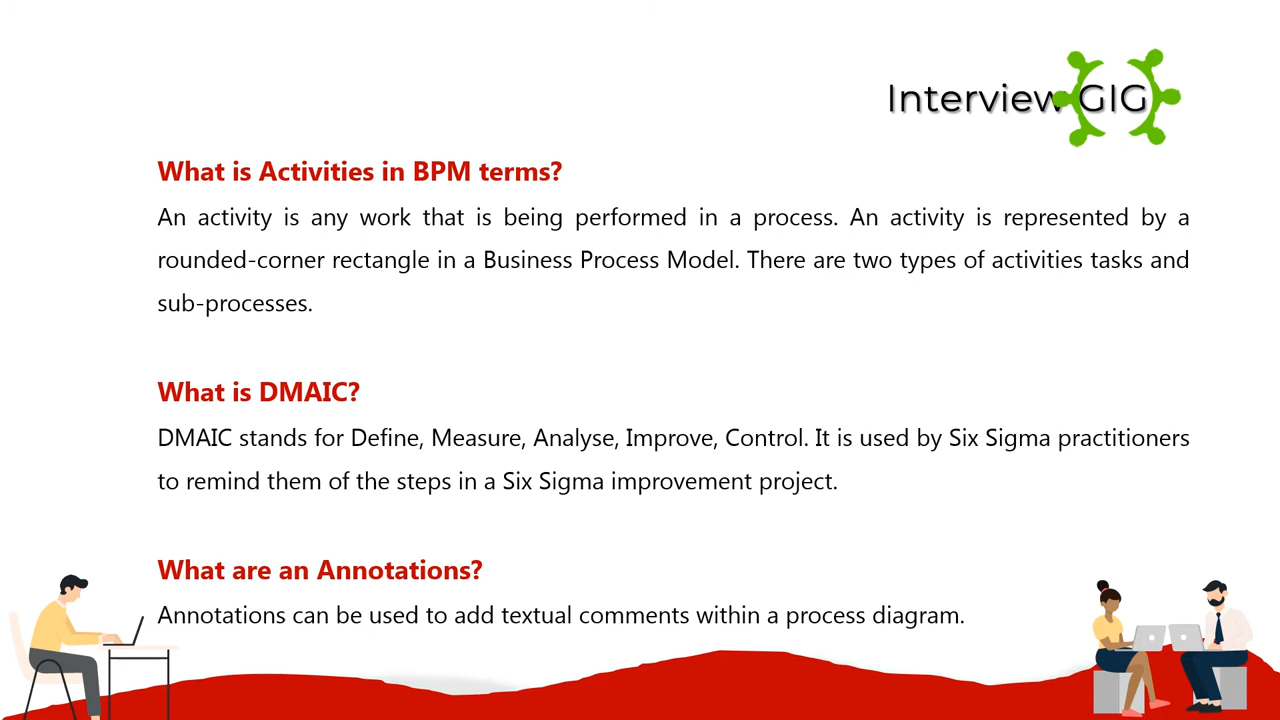 Interview GIG
What is Activities in BPM terms?
An activity is any work that is being performed in a process. An activity is represented by a
rounded-corner rectangle in a Business Process Model. There are two types of activities tasks and
sub-processes.
What is DMAIC?
DMAIC stands for Define, Measure, Analyse, Improve, Control. It is used by Six Sigma practitioners
to remind them of the steps in a Six Sigma improvement project.
What are an Annotations?
Annotations can be used to add textual comments within a process diagram.